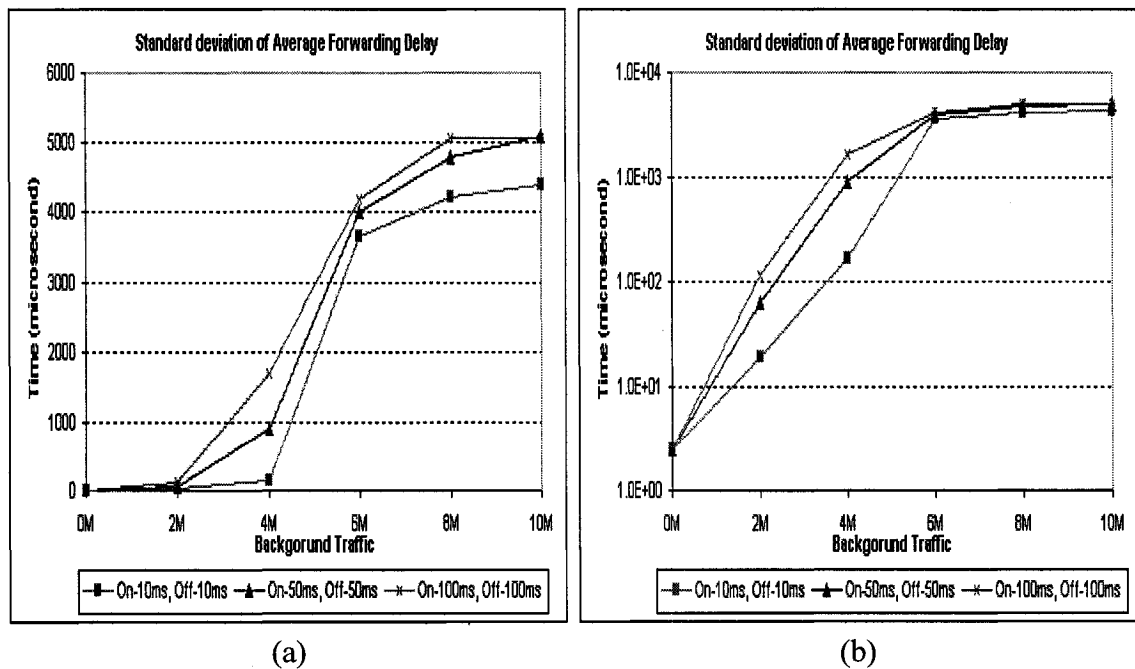 Standard deviation of Average Forwarding Delay
6000
5000
4000
3000
2000
1000
0
Time (microsecond)
0M 2M 4M 6M 8M 10M
Backgorund Traffic
On-10ms, Off-10ms On-50ms, Off-50ms On-100ms, Off-100ms
(a)
Standard deviation of Average Forwarding Delay
1.0E+04
1.0E+03
1.0E+02
1.0E+01
1.0E+00
Time (microsecond)
0M 2M 4M 6M 8M 10M
Backgorund Traffic
On-10ms, Off-10ms On-50ms, Off-50ms On-100ms, Off-100ms
(b)